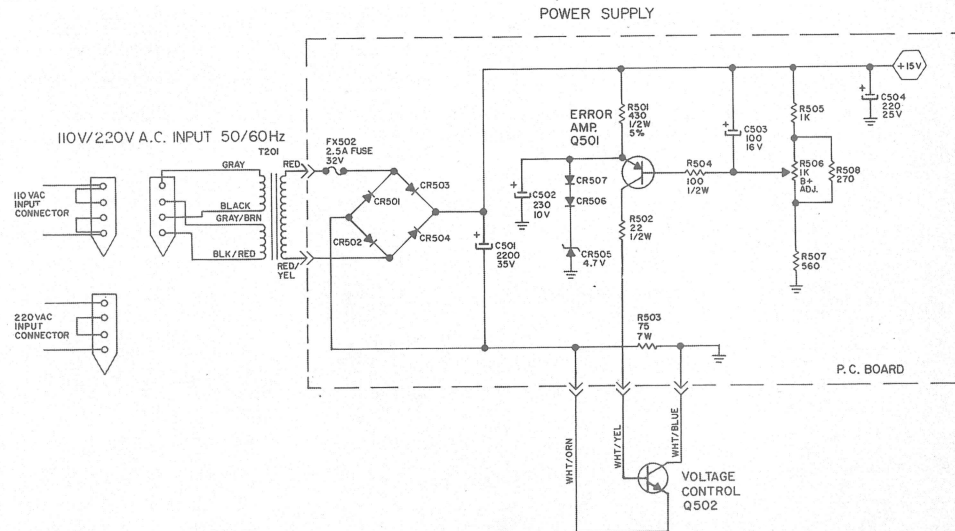 POWER SUPPLY
+15V
110V/220V A.C. INPUT 50/60Hz
T201
GRAY
BLACK
GRAY/BRN
BLK/RED
RED
RED/
YEL
110 VAC
INPUT
CONNECTOR
220VAC
INPUT
CONNECTOR
FX502
2.5A FUSE
32V
CR501
CR503
CR502
CR504
+
C501
2200
35V
ERROR
AMP.
Q501
R501
430
1/2W
5%
+
C502
230
10V
CR507
CR506
CR505
4.7V
R502
22
1/2W
R504
100
1/2W
+
C503
100
16V
R505
1K
R506
1K
B+
ADJ.
R508
270
R507
560
+
C504
220
25V
R503
75
7W
P.C. BOARD
WHT/ORN
WHT/YEL
WHT/BLUE
VOLTAGE
CONTROL
Q502